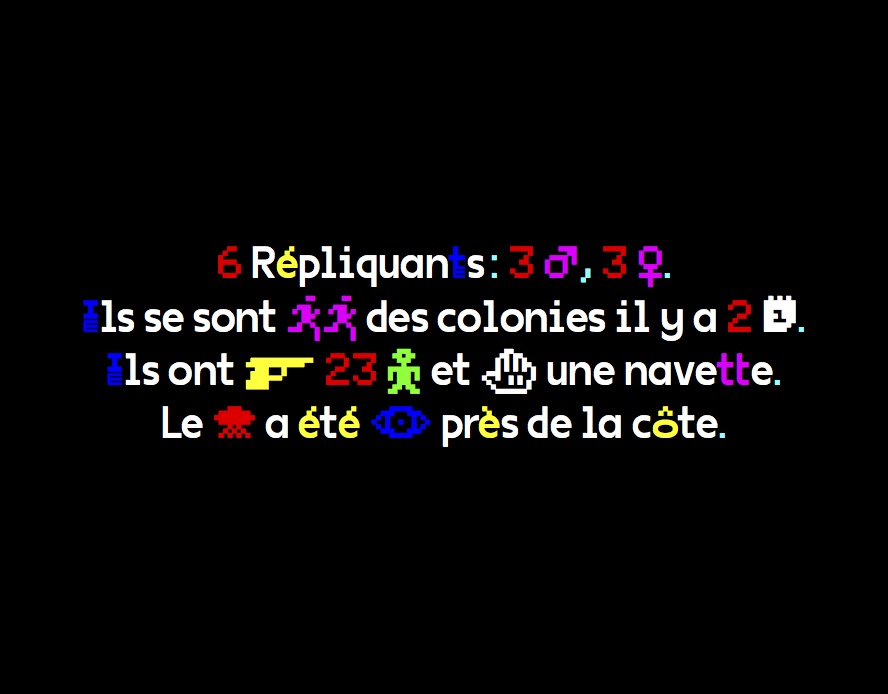 6 Répliquants: 3 ♂, 3 ♀.
Ils se sont des colonies il y a 2 .
Ils ont 23 et une navette.
Le a été près de la côte.